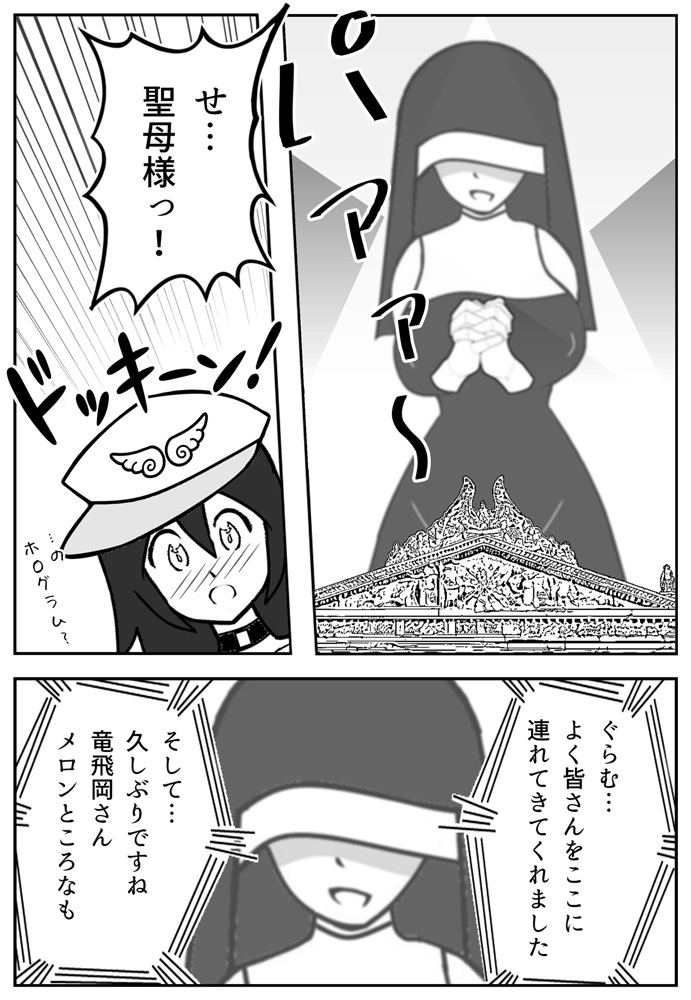 パアァ～
せ…
聖母様っ！
ドッキーン！
…の
ホログラム？
ぐらむ…
よく皆さんをここに
連れてきてくれました
そして…
久しぶりですね
竜飛岡さん
メロンところなも